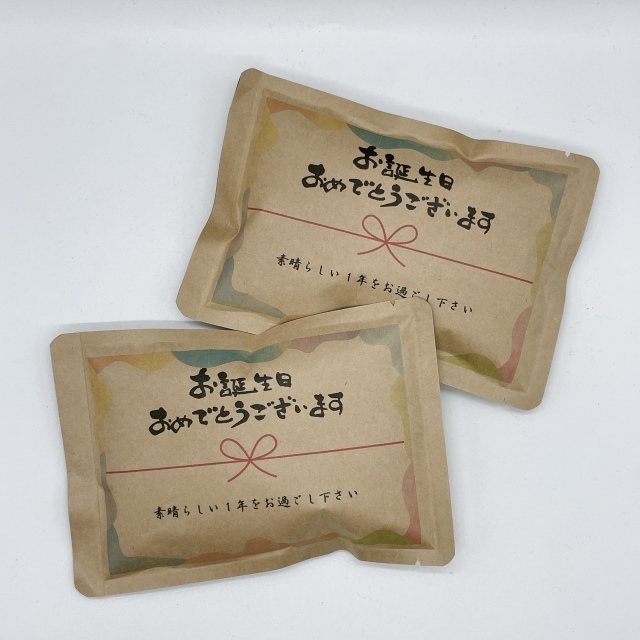 お誕生日
おめでとうございます
素晴らしい1年をお過ごし下さい
お誕生日
おめでとうございます
素晴らしい1年をお過ごし下さい